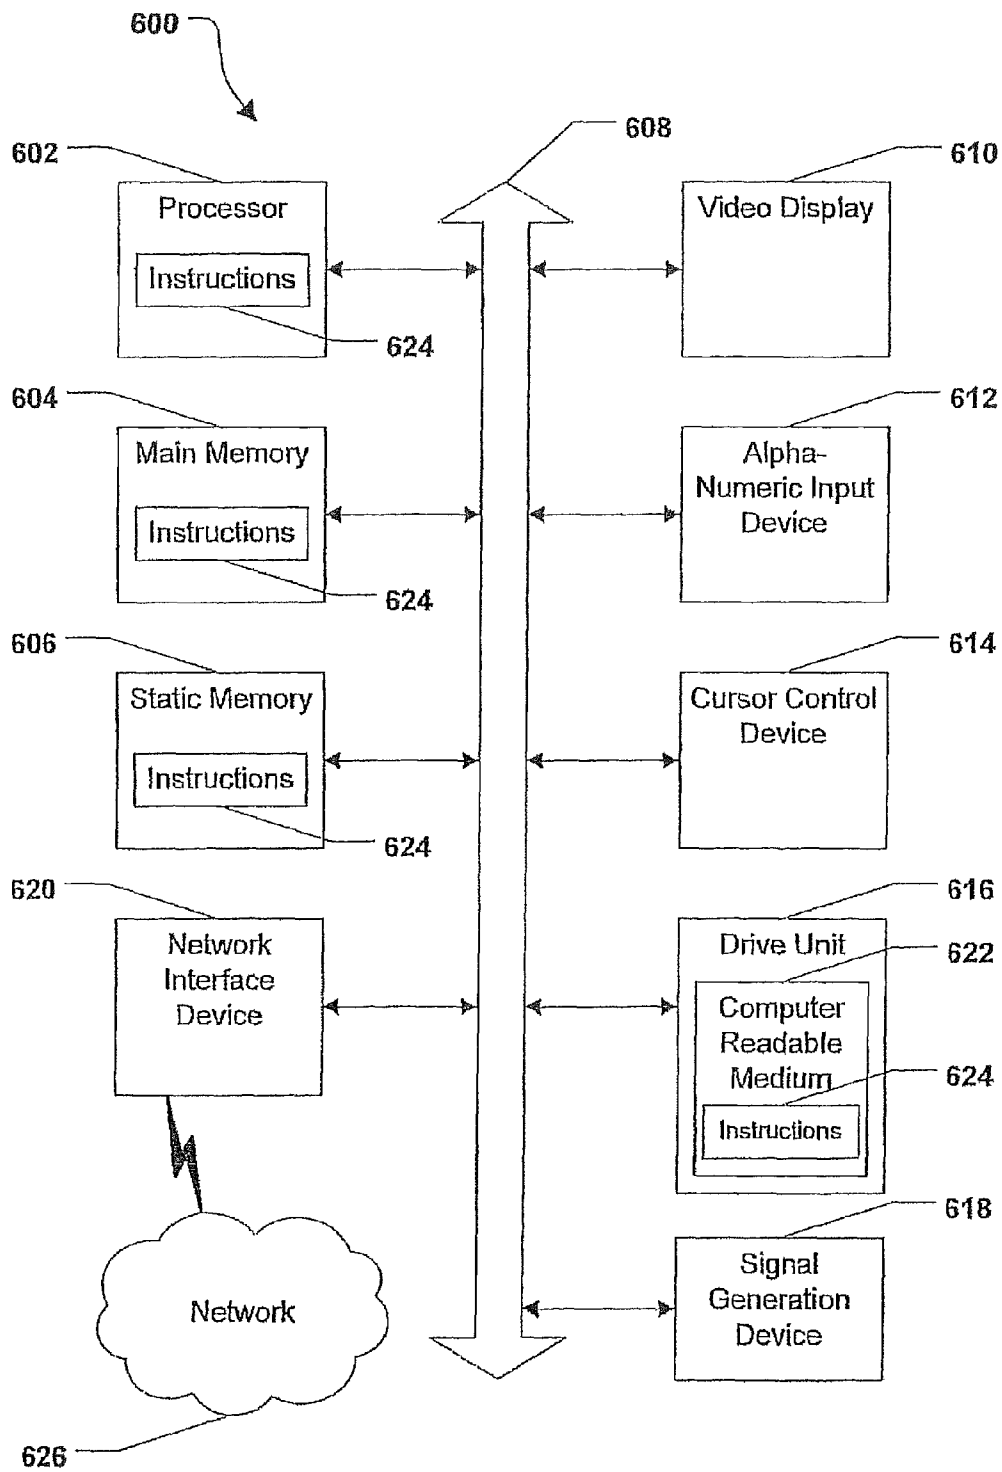 600
608
602
Processor
Instructions
624
610
Video Display
604
Main Memory
Instructions
624
612
Alpha-
Numeric Input
Device
606
Static Memory
Instructions
624
614
Cursor Control
Device
620
Network
Interface
Device
616
Drive Unit
622
Computer
Readable
Medium
624
Instructions
618
Signal
Generation
Device
Network
626